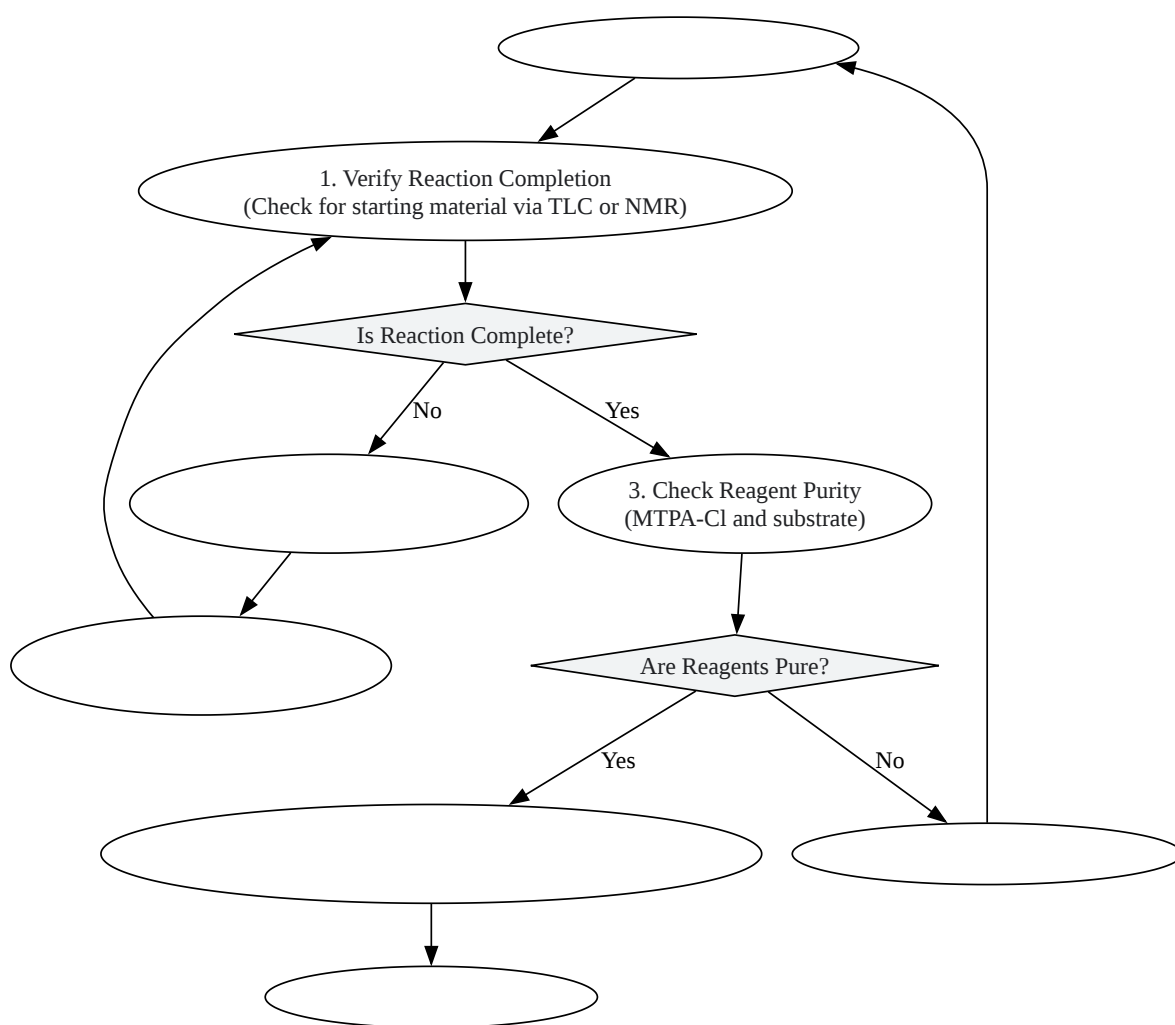 1. Verify Reaction Completion
(Check for starting material via TLC or NMR)
Is Reaction Complete?
No
Yes
3. Check Reagent Purity
(MTPA-Cl and substrate)
Are Reagents Pure?
Yes
No